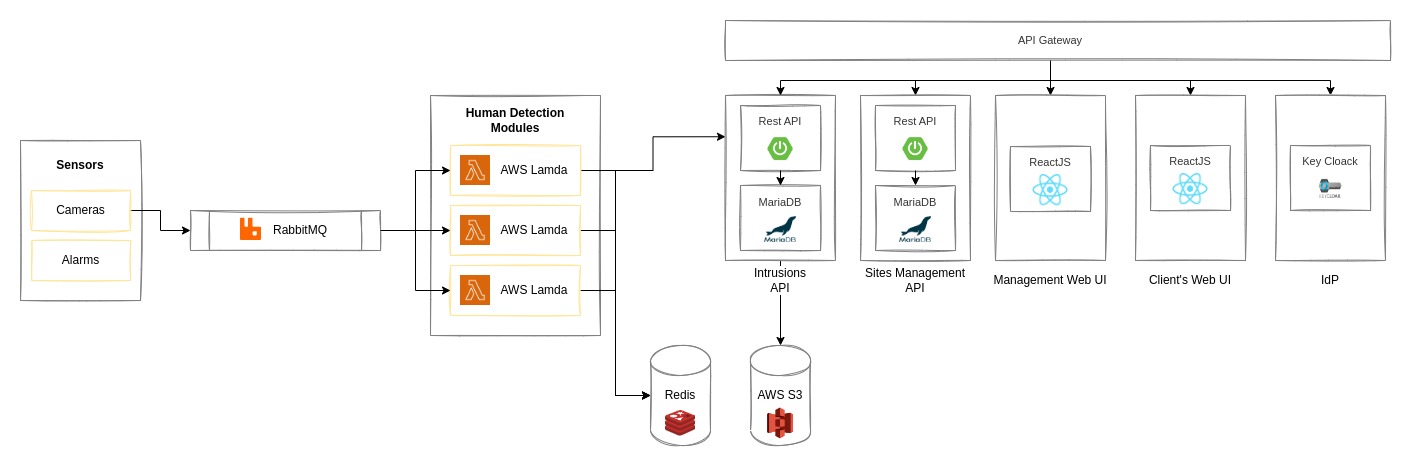 API Gateway
Sensors
Cameras
Alarms
RabbitMQ
Human Detection
Modules
AWS Lamda
AWS Lamda
AWS Lamda
Rest API
MariaDB
MariaDB
Intrusions
API
Rest API
MariaDB
MariaDB
Sites Management
API
ReactJS
Management Web UI
ReactJS
Client's Web UI
Key Cloack
KEYCLOAK
IdP
Redis
AWS S3